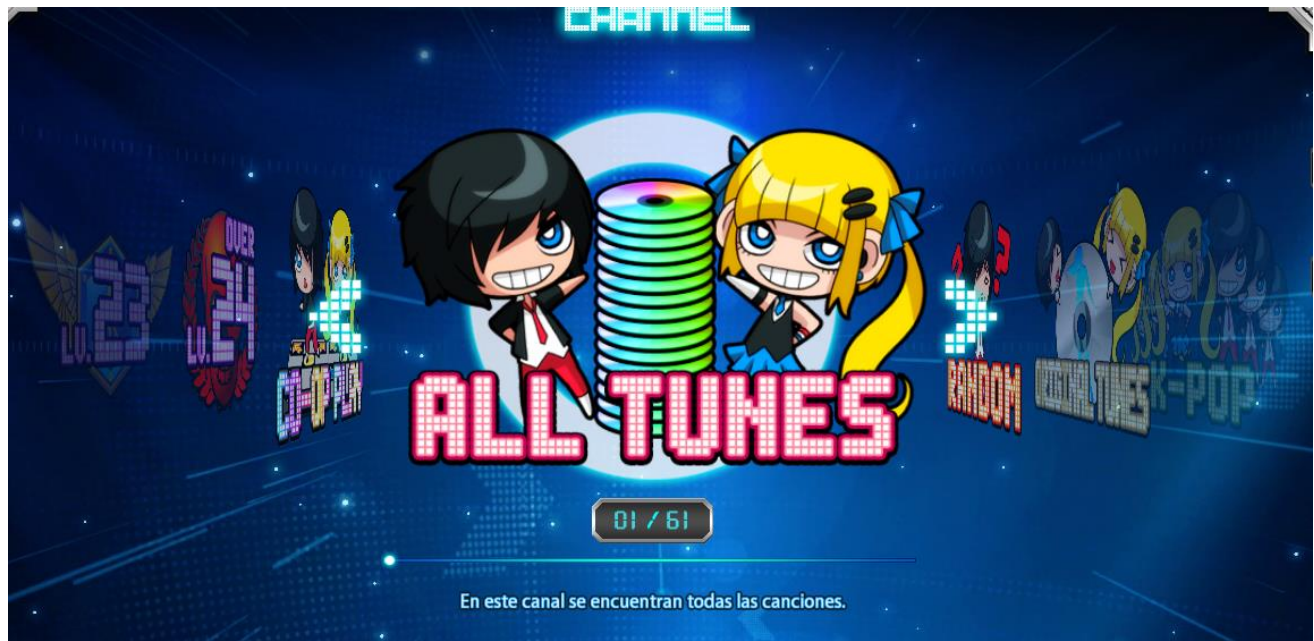 CHANNEL
LV.23
OVER
LV.24
CO-OP PLAY
ALL TUNES
RANDOM
ORIGINAL TUNES
K-POP
01 / 61
En este canal se encuentran todas las canciones.